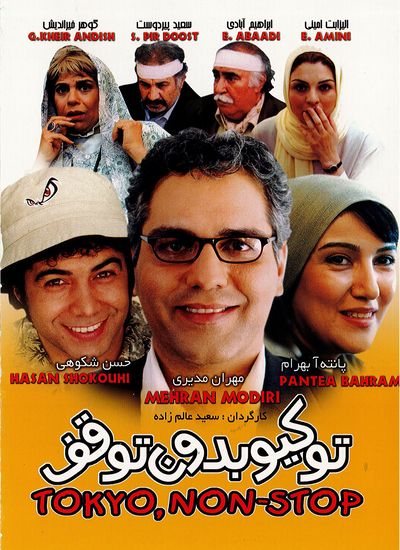 گوهر خیراندیش
سعید پیردوست
ابراهیم آبادی
الیزابت امینی
G.KHEIR ANDISH
S. PIR DOOST
E. ABAADI
E. AMINI
حسن شکوهی
HASAN SHOKOUHI
مهران مدیری
MEHRAN MODIRI
پانته آ بهرام
PANTEA BAHRAM
کارگردان : سعید عالم زاده
توکیو بدون توقف
TOKYO, NON-STOP